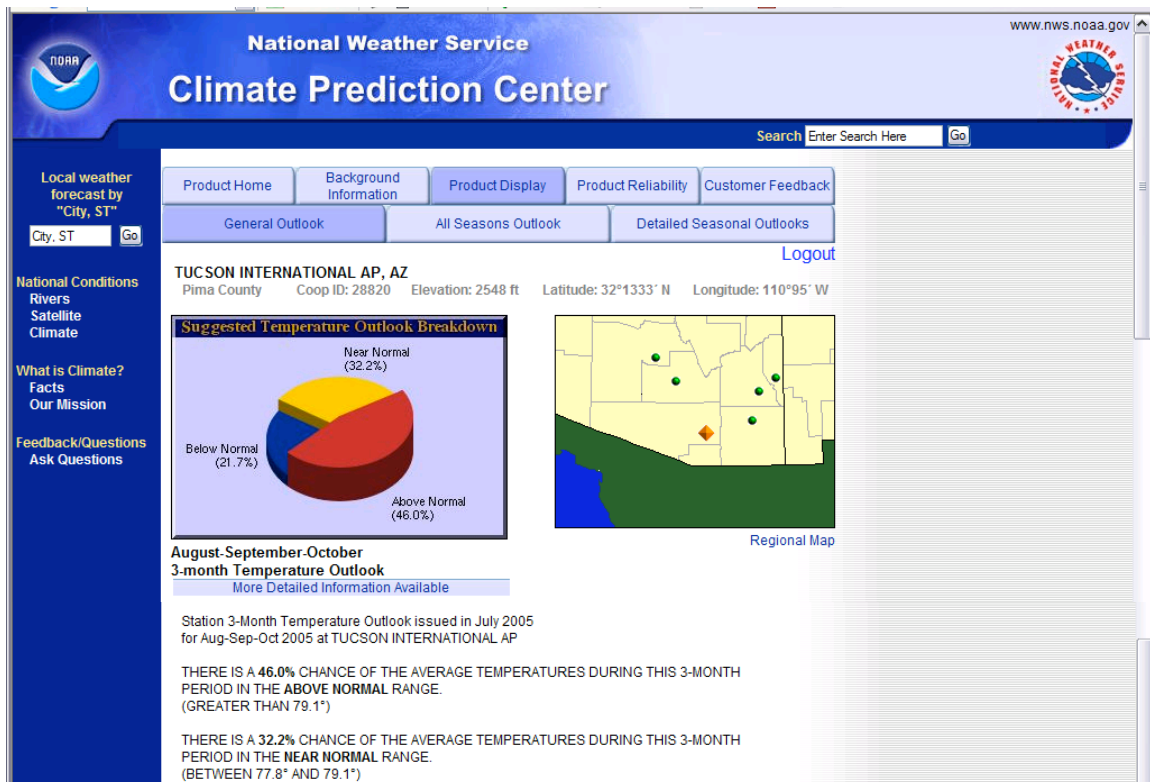 www.nws.noaa.gov
NOAA
National Weather Service
Climate Prediction Center
NATIONAL WEATHER SERVICE
Search Enter Search Here Go
Local weather
forecast by
"City, ST"
City, ST Go
National Conditions
Rivers
Satellite
Climate
What is Climate?
Facts
Our Mission
Feedback/Questions
Ask Questions
Product Home Background Information Product Display Product Reliability Customer Feedback
General Outlook All Seasons Outlook Detailed Seasonal Outlooks
Logout
TUCSON INTERNATIONAL AP, AZ
Pima County Coop ID: 28820 Elevation: 2548 ft Latitude: 32°1333´ N Longitude: 110°95´ W
Suggested Temperature Outlook Breakdown
Near Normal
(32.2%)
Below Normal
(21.7%)
Above Normal
(46.0%)
Regional Map
August-September-October
3-month Temperature Outlook
More Detailed Information Available
Station 3-Month Temperature Outlook issued in July 2005
for Aug-Sep-Oct 2005 at TUCSON INTERNATIONAL AP
THERE IS A 46.0% CHANCE OF THE AVERAGE TEMPERATURES DURING THIS 3-MONTH
PERIOD IN THE ABOVE NORMAL RANGE.
(GREATER THAN 79.1°)
THERE IS A 32.2% CHANCE OF THE AVERAGE TEMPERATURES DURING THIS 3-MONTH
PERIOD IN THE NEAR NORMAL RANGE.
(BETWEEN 77.8° AND 79.1°)